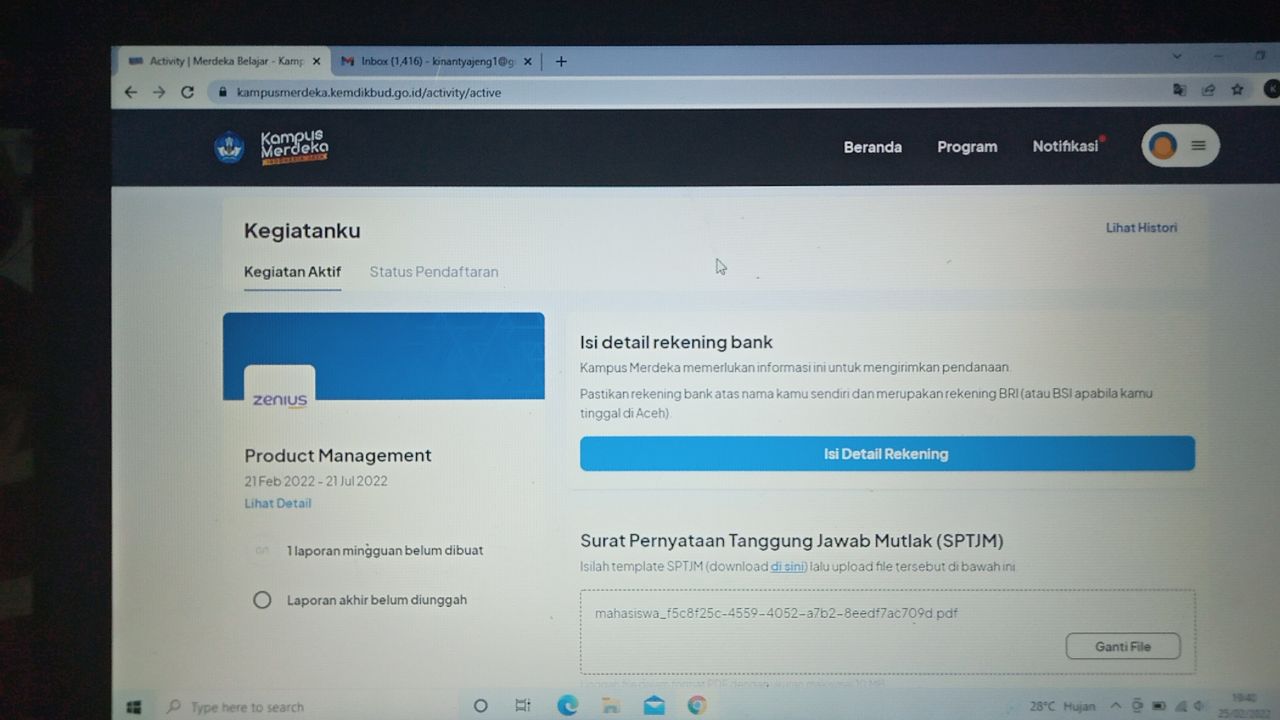 Activity | Merdeka Belajar - Kamp
Inbox (1,416) - kinantyajeng1@g
kampusmerdeka.kemdikbud.go.id/activity/active
Kampus
Merdeka
INDONESIA JAYA
Beranda
Program
Notifikasi
Kegiatanku
Lihat Histori
Kegiatan Aktif
Status Pendaftaran
zenius
Product Management
21 Feb 2022 - 21 Jul 2022
Lihat Detail
1 laporan mingguan belum dibuat
Laporan akhir belum diunggah
Isi detail rekening bank
Kampus Merdeka memerlukan informasi ini untuk mengirimkan pendanaan.
Pastikan rekening bank atas nama kamu sendiri dan merupakan rekening BRI (atau BSI apabila kamu
tinggal di Aceh).
Isi Detail Rekening
Surat Pernyataan Tanggung Jawab Mutlak (SPTJM)
Isilah template SPTJM (download di sini) lalu upload file tersebut di bawah ini.
mahasiswa_f5c8f25c-4559-4052-a7b2-8eedf7ac709d.pdf
Ganti File
Type here to search
28°C Hujan
19:40
25/02/2022